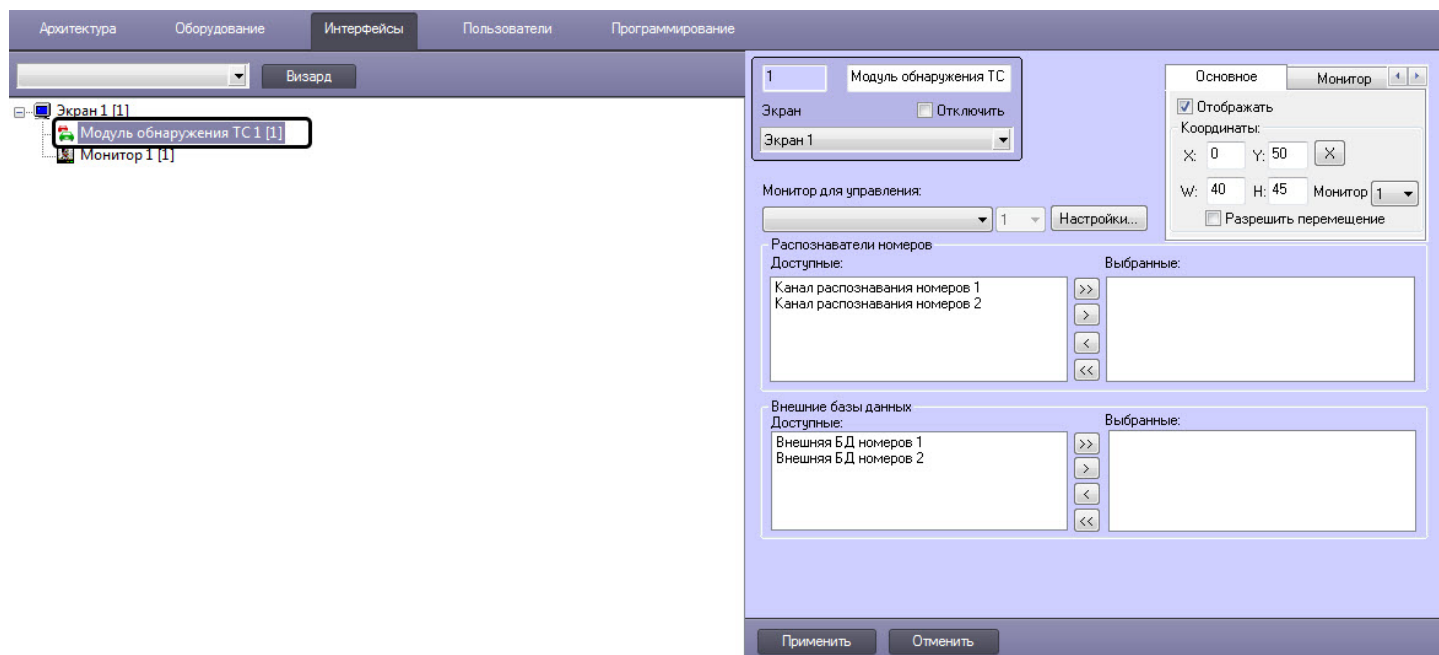 Архитектура Оборудование Интерфейсы Пользователи Программирование
Визард
Экран 1 [1]
Модуль обнаружения ТС 1 [1]
Монитор 1 [1]
1 Модуль обнаружения ТС
Экран Отключить
Экран 1
Основное Монитор
Отображать
Координаты:
X: 0 Y: 50 X
W: 40 H: 45 Монитор 1
Разрешить перемещение
Монитор для управления:
1 Настройки...
Распознаватели номеров
Доступные: Выбранные:
Канал распознавания номеров 1
Канал распознавания номеров 2
>>
>
<
<<
Внешние базы данных
Доступные: Выбранные:
Внешняя БД номеров 1
Внешняя БД номеров 2
>>
>
<
<<
Применить Отменить